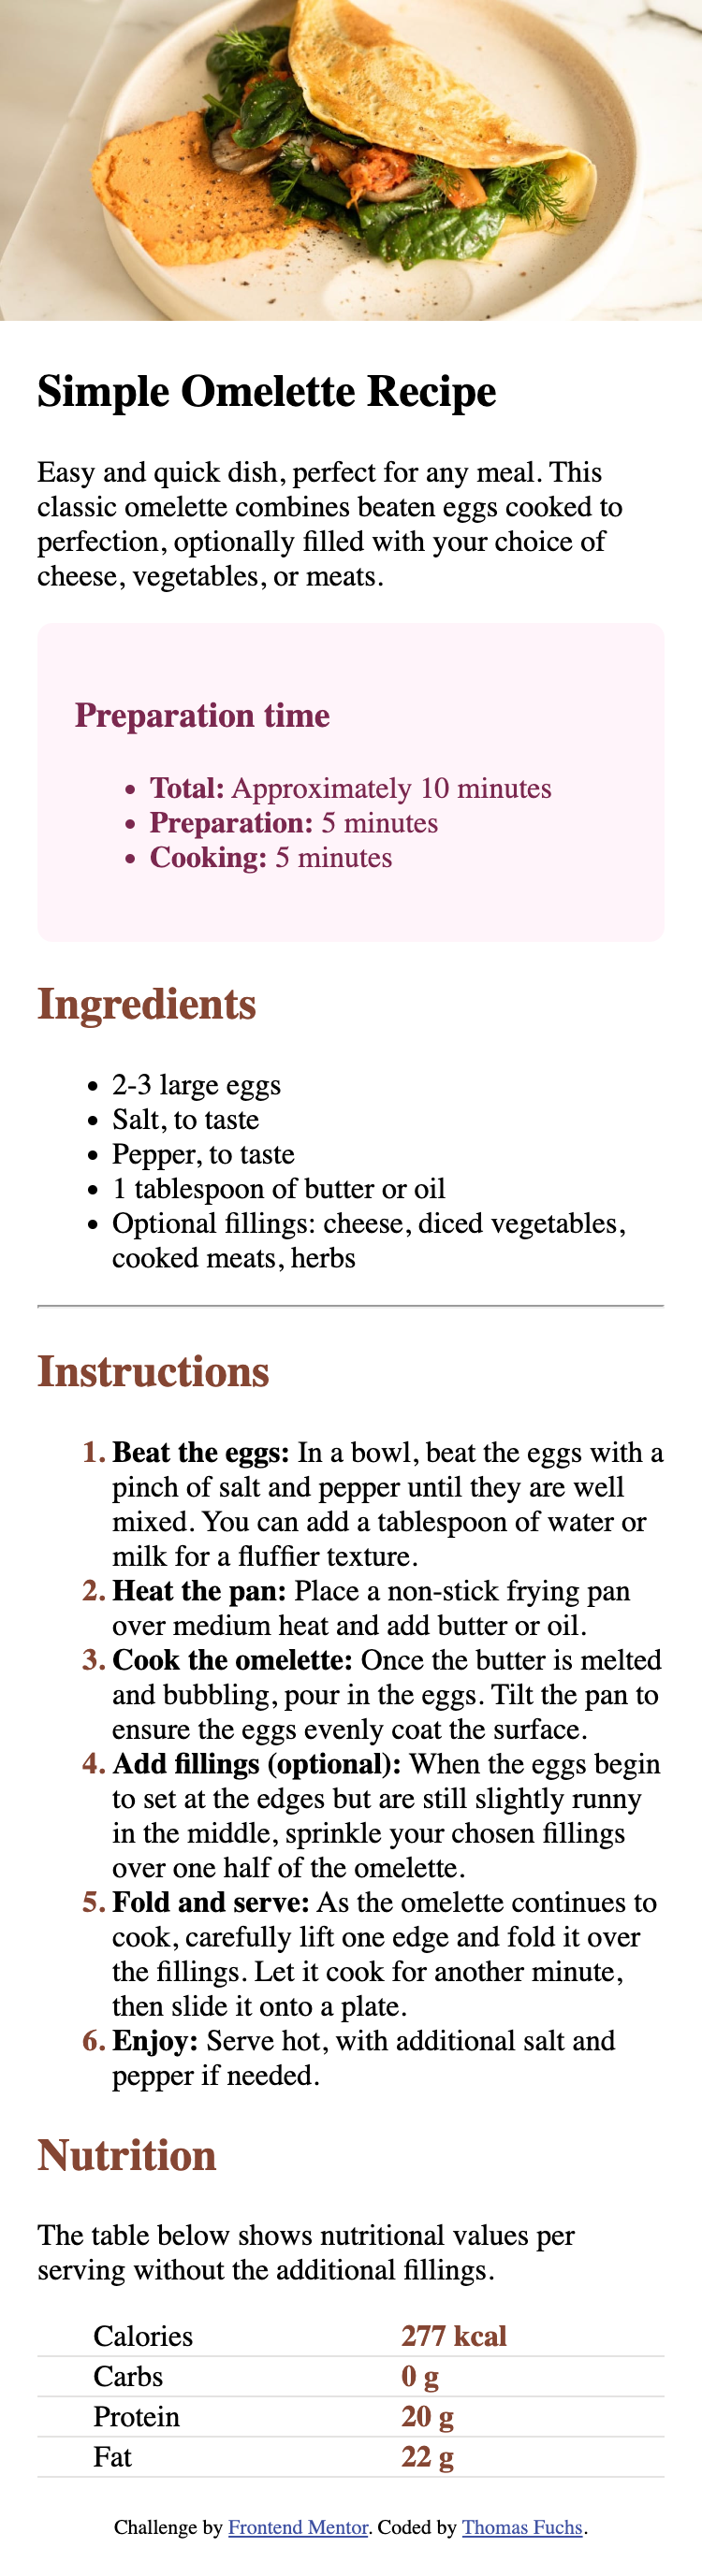 Simple Omelette Recipe
Easy and quick dish, perfect for any meal. This
classic omelette combines beaten eggs cooked to
perfection, optionally filled with your choice of
cheese, vegetables, or meats.
Preparation time
• Total: Approximately 10 minutes
• Preparation: 5 minutes
• Cooking: 5 minutes
Ingredients
• 2-3 large eggs
• Salt, to taste
• Pepper, to taste
• 1 tablespoon of butter or oil
• Optional fillings: cheese, diced vegetables,
cooked meats, herbs
Instructions
1. Beat the eggs: In a bowl, beat the eggs with a
pinch of salt and pepper until they are well
mixed. You can add a tablespoon of water or
milk for a fluffier texture.
2. Heat the pan: Place a non-stick frying pan
over medium heat and add butter or oil.
3. Cook the omelette: Once the butter is melted
and bubbling, pour in the eggs. Tilt the pan to
ensure the eggs evenly coat the surface.
4. Add fillings (optional): When the eggs begin
to set at the edges but are still slightly runny
in the middle, sprinkle your chosen fillings
over one half of the omelette.
5. Fold and serve: As the omelette continues to
cook, carefully lift one edge and fold it over
the fillings. Let it cook for another minute,
then slide it onto a plate.
6. Enjoy: Serve hot, with additional salt and
pepper if needed.
Nutrition
The table below shows nutritional values per
serving without the additional fillings.
Calories 277 kcal
Carbs 0 g
Protein 20 g
Fat 22 g
Challenge by Frontend Mentor. Coded by Thomas Fuchs.